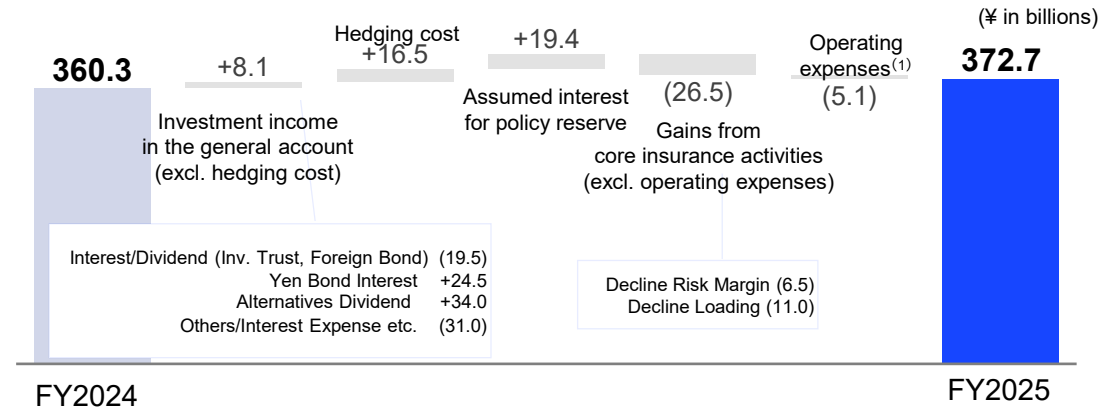 (¥ in billions)
360.3
+8.1
Investment income
in the general account
(excl. hedging cost)
Hedging cost
+16.5
+19.4
Assumed interest
for policy reserve
(26.5)
Gains from
core insurance activities
(excl. operating expenses)
Operating
expenses(1)
(5.1)
372.7
Interest/Dividend (Inv. Trust, Foreign Bond) (19.5)
Yen Bond Interest +24.5
Alternatives Dividend +34.0
Others/Interest Expense etc. (31.0)
Decline Risk Margin (6.5)
Decline Loading (11.0)
FY2024
FY2025